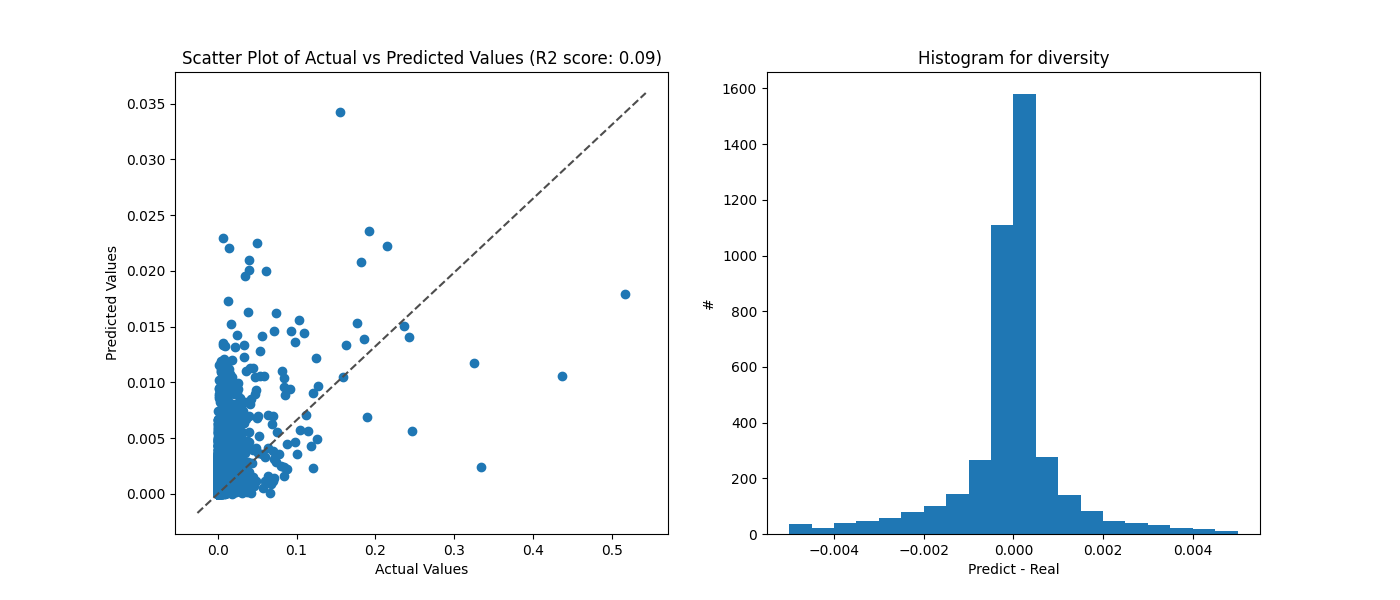 Scatter Plot of Actual vs Predicted Values (R2 score: 0.09)
0.035
0.030
0.025
0.020
0.015
0.010
0.005
0.000
Predicted Values
0.0 0.1 0.2 0.3 0.4 0.5
Actual Values
Histogram for diversity
1600
1400
1200
1000
800
600
400
200
0
#
−0.004 −0.002 0.000 0.002 0.004
Predict - Real